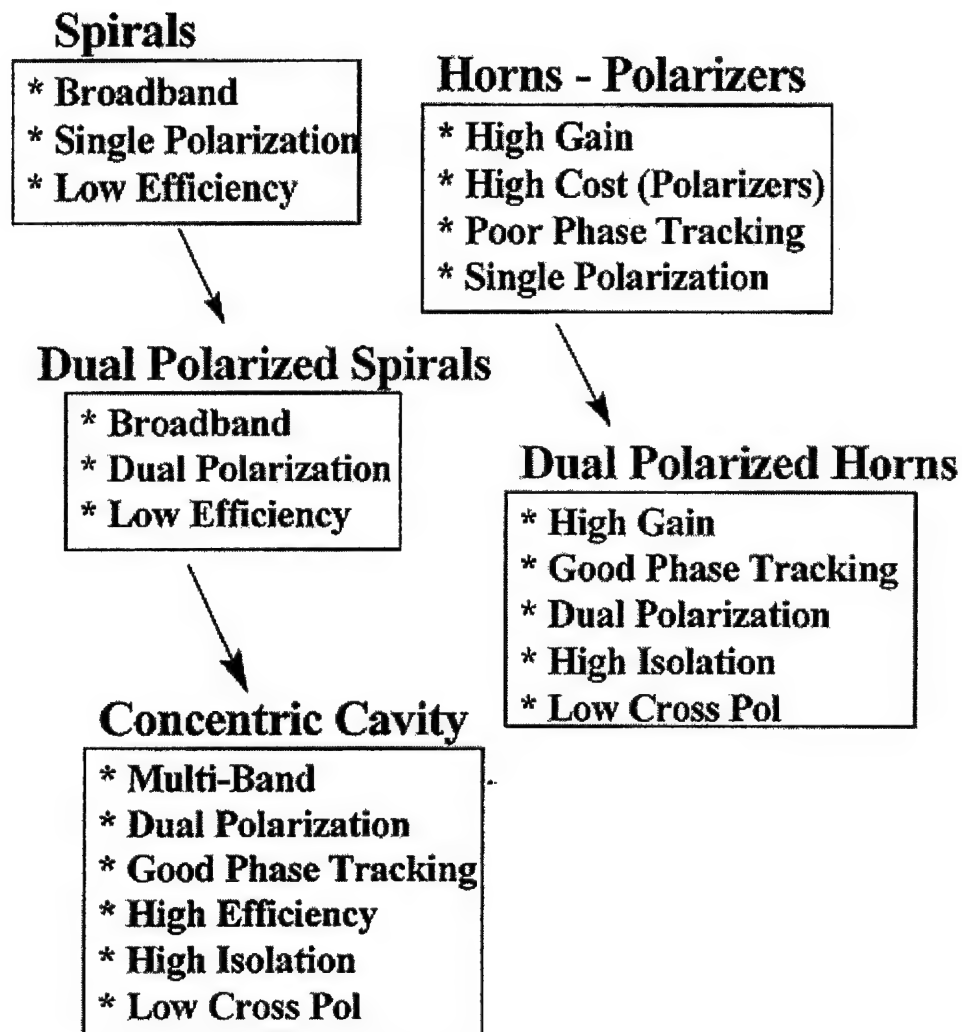 Spirals
* Broadband
* Single Polarization
* Low Efficiency
Horns - Polarizers
* High Gain
* High Cost (Polarizers)
* Poor Phase Tracking
* Single Polarization
Dual Polarized Spirals
* Broadband
* Dual Polarization
* Low Efficiency
Dual Polarized Horns
* High Gain
* Good Phase Tracking
* Dual Polarization
* High Isolation
* Low Cross Pol
Concentric Cavity
* Multi-Band
* Dual Polarization
* Good Phase Tracking
* High Efficiency
* High Isolation
* Low Cross Pol